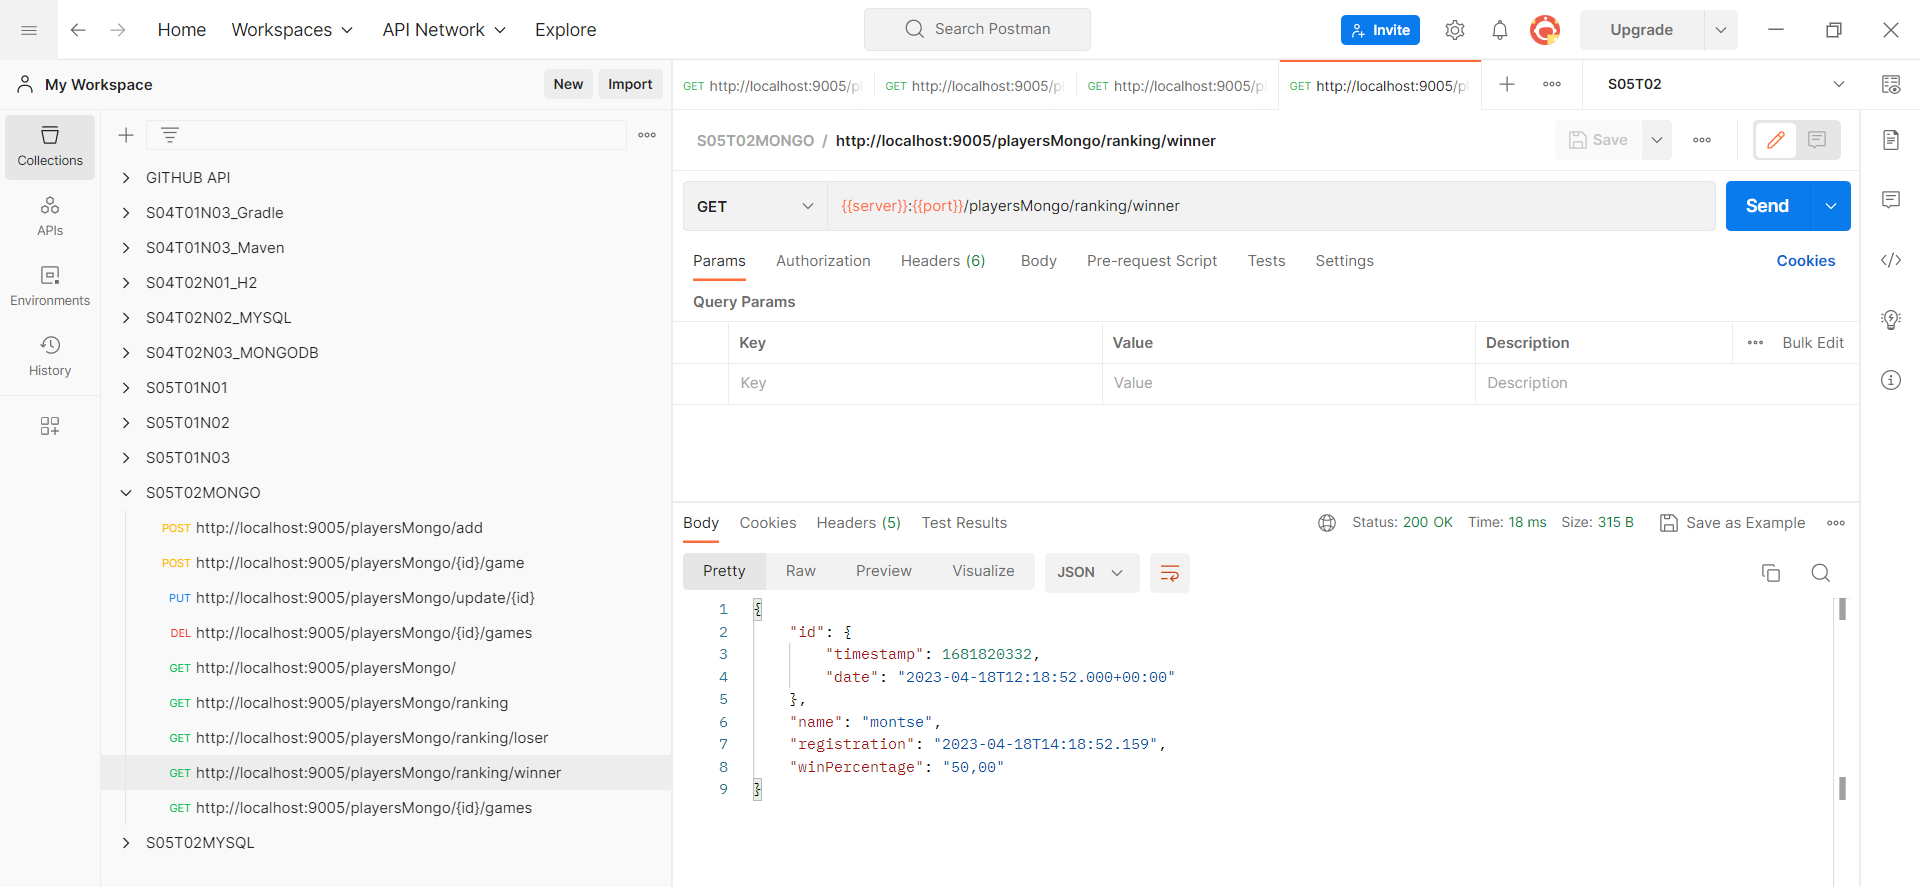 Home
Workspaces
API Network
Explore
Search Postman
Invite
Upgrade
My Workspace
New
Import
GET http://localhost:9005/pl
GET http://localhost:9005/pl
GET http://localhost:9005/pl
GET http://localhost:9005/pl
S05T02
Collections
APIs
Environments
History
GITHUB API
S04T01N03_Gradle
S04T01N03_Maven
S04T02N01_H2
S04T02N02_MYSQL
S04T02N03_MONGODB
S05T01N01
S05T01N02
S05T01N03
S05T02MONGO
POST http://localhost:9005/playersMongo/add
POST http://localhost:9005/playersMongo/{id}/game
PUT http://localhost:9005/playersMongo/update/{id}
DEL http://localhost:9005/playersMongo/{id}/games
GET http://localhost:9005/playersMongo/
GET http://localhost:9005/playersMongo/ranking
GET http://localhost:9005/playersMongo/ranking/loser
GET http://localhost:9005/playersMongo/ranking/winner
GET http://localhost:9005/playersMongo/{id}/games
S05T02MYSQL
S05T02MONGO / http://localhost:9005/playersMongo/ranking/winner
Save
GET
{{server}}:{{port}}/playersMongo/ranking/winner
Send
Params
Authorization
Headers (6)
Body
Pre-request Script
Tests
Settings
Cookies
Query Params
Key
Value
Description
Bulk Edit
Key
Value
Description
Body
Cookies
Headers (5)
Test Results
Status: 200 OK
Time: 18 ms
Size: 315 B
Save as Example
Pretty
Raw
Preview
Visualize
JSON
1 {
2 "id": {
3 "timestamp": 1681820332,
4 "date": "2023-04-18T12:18:52.000+00:00"
5 },
6 "name": "montse",
7 "registration": "2023-04-18T14:18:52.159",
8 "winPercentage": "50,00"
9 }